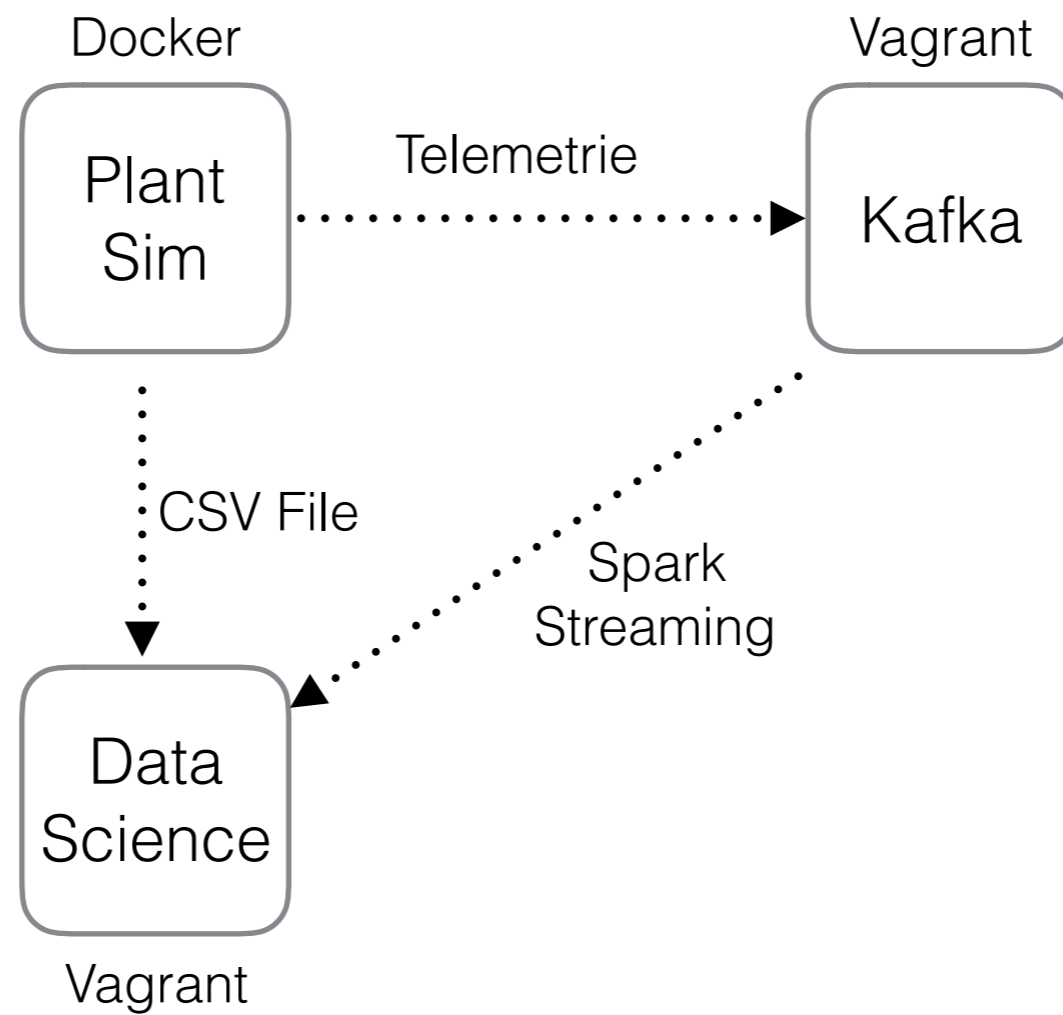 Docker
Vagrant
Plant
Sim
Telemetrie
Kafka
CSV File
Spark
Streaming
Data
Science
Vagrant